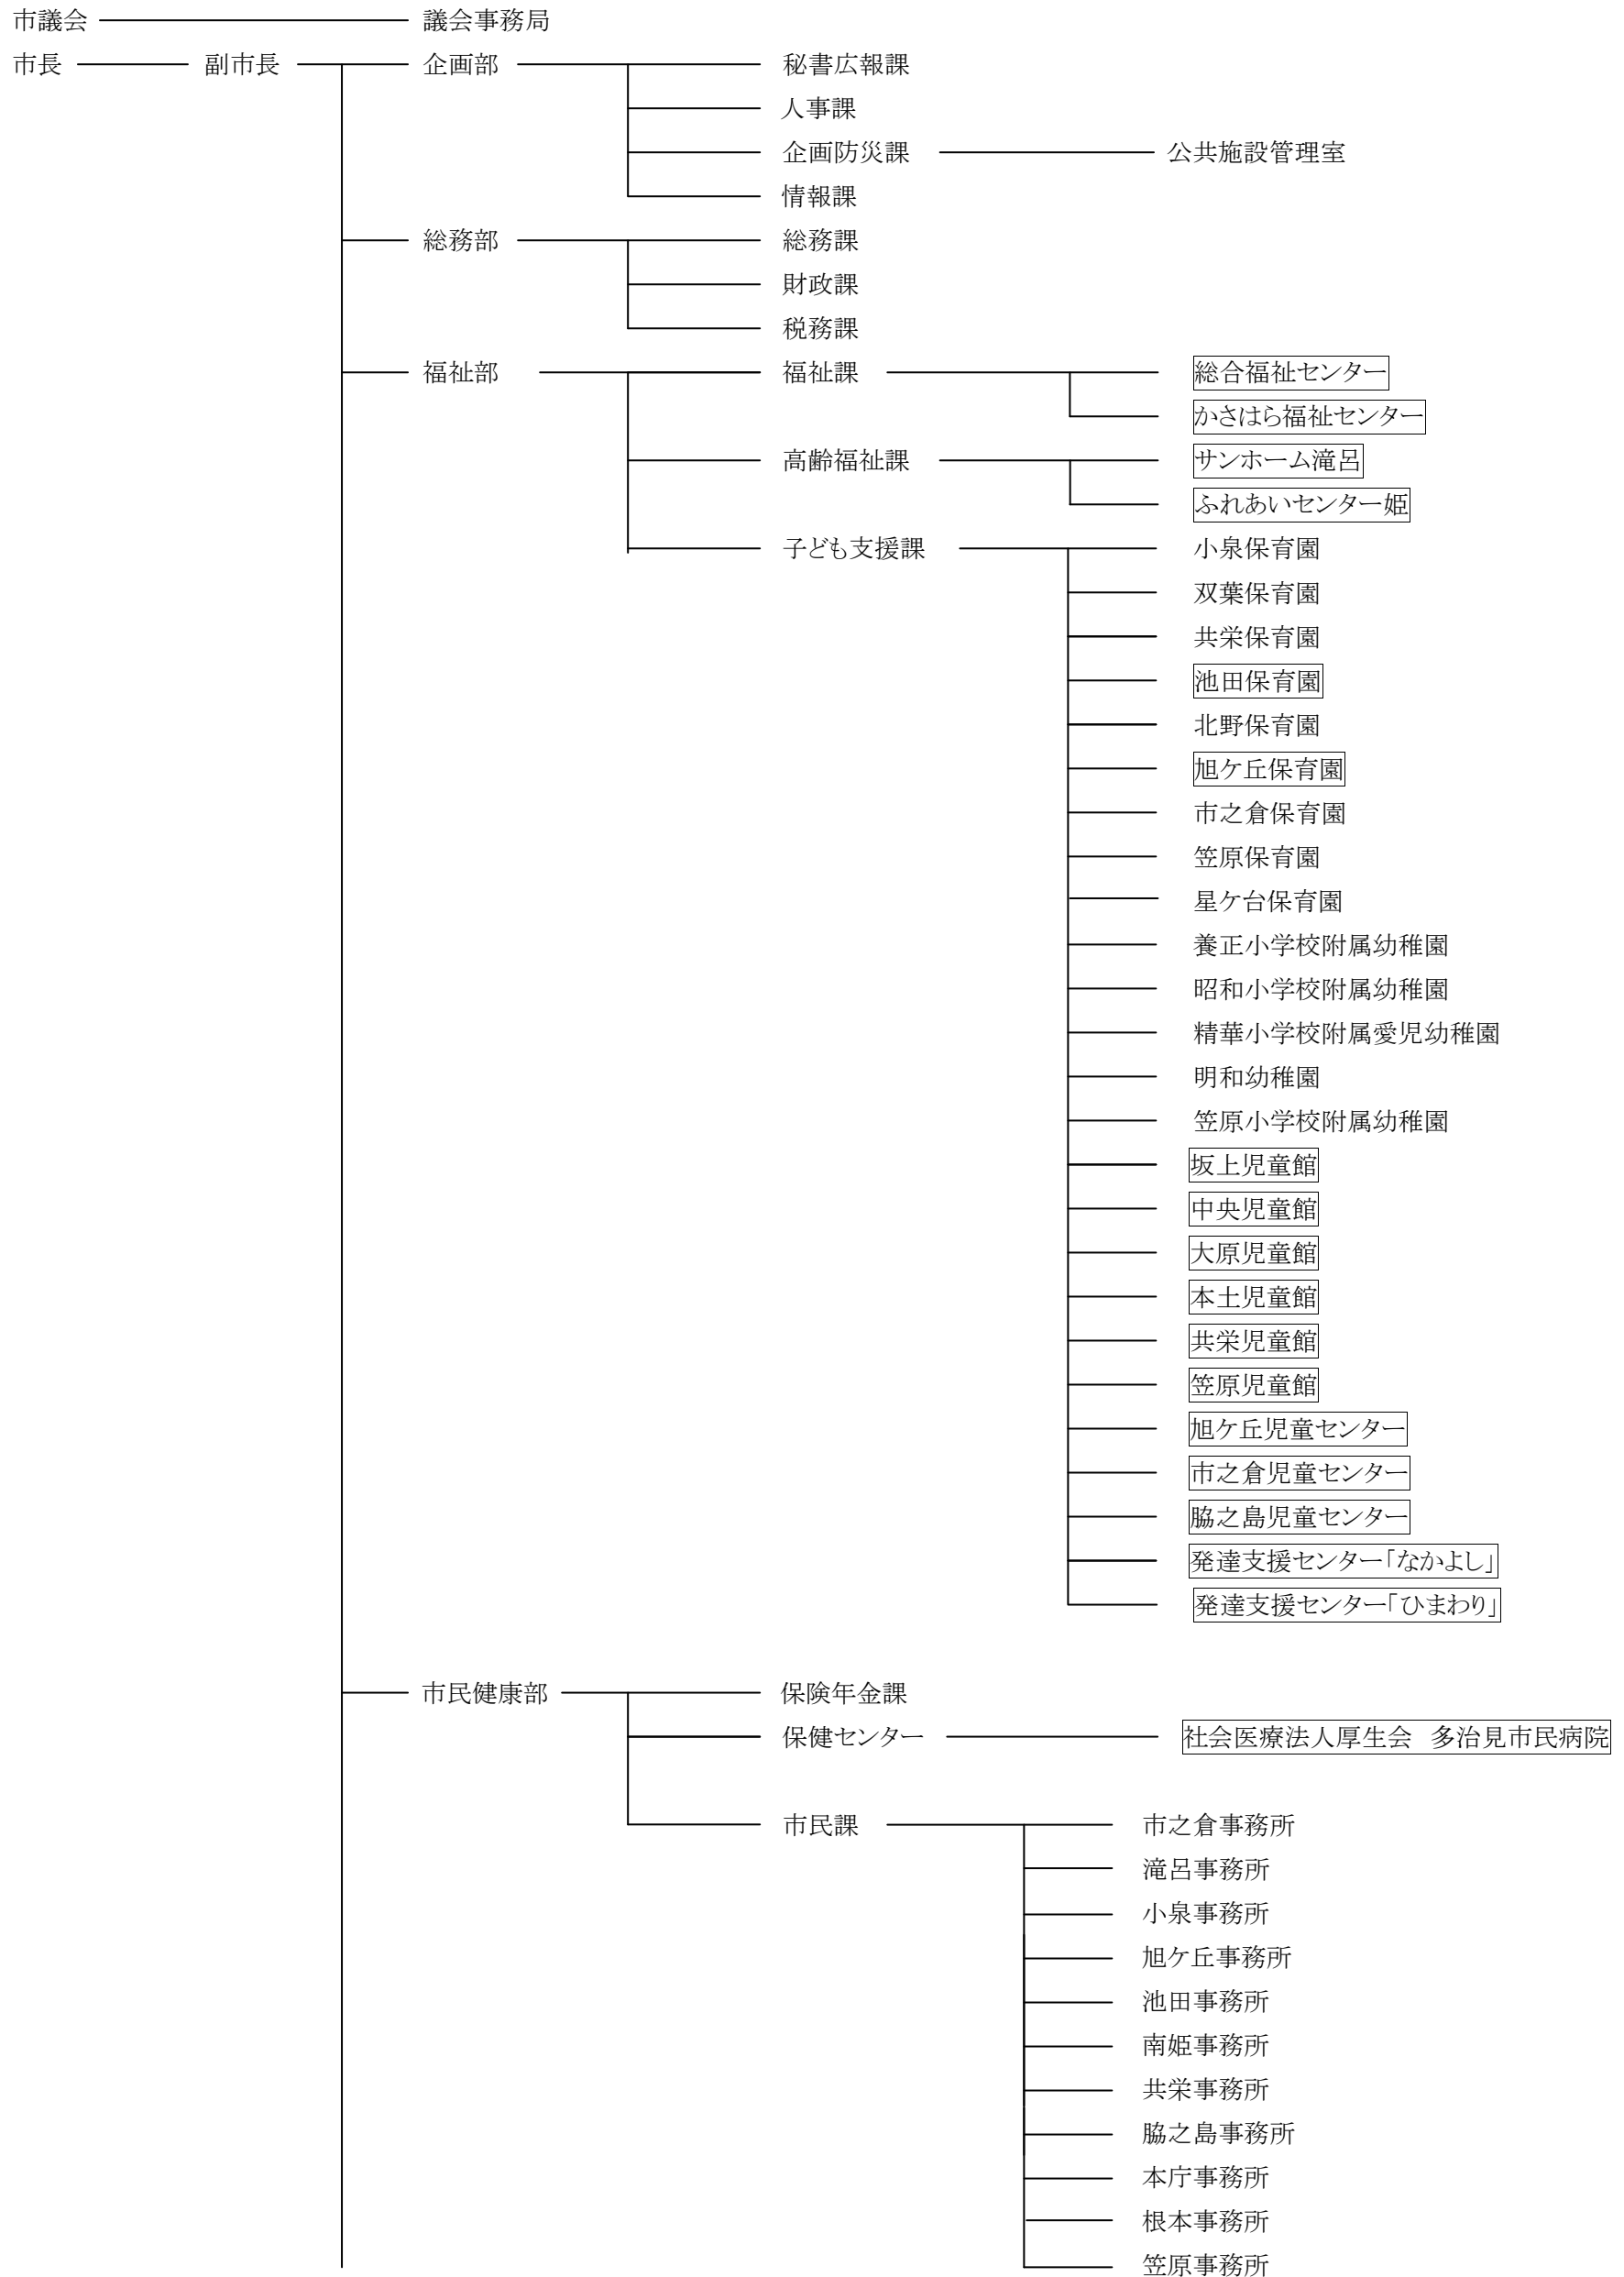 市議会 議会事務局
市長 副市長 企画部 秘書広報課
人事課
企画防災課 公共施設管理室
情報課
総務部 総務課
財政課
税務課
福祉部 福祉課 総合福祉センター
かさはら福祉センター
高齢福祉課 サンホーム滝呂
ふれあいセンター姫
子ども支援課 小泉保育園
双葉保育園
共栄保育園
池田保育園
北野保育園
旭ケ丘保育園
市之倉保育園
笠原保育園
星ケ台保育園
養正小学校附属幼稚園
昭和小学校附属幼稚園
精華小学校附属愛児幼稚園
明和幼稚園
笠原小学校附属幼稚園
坂上児童館
中央児童館
大原児童館
本土児童館
共栄児童館
笠原児童館
旭ケ丘児童センター
市之倉児童センター
脇之島児童センター
発達支援センター「なかよし」
発達支援センター「ひまわり」
市民健康部 保険年金課
保健センター 社会医療法人厚生会　多治見市民病院
市民課 市之倉事務所
滝呂事務所
小泉事務所
旭ケ丘事務所
池田事務所
南姫事務所
共栄事務所
脇之島事務所
本庁事務所
根本事務所
笠原事務所